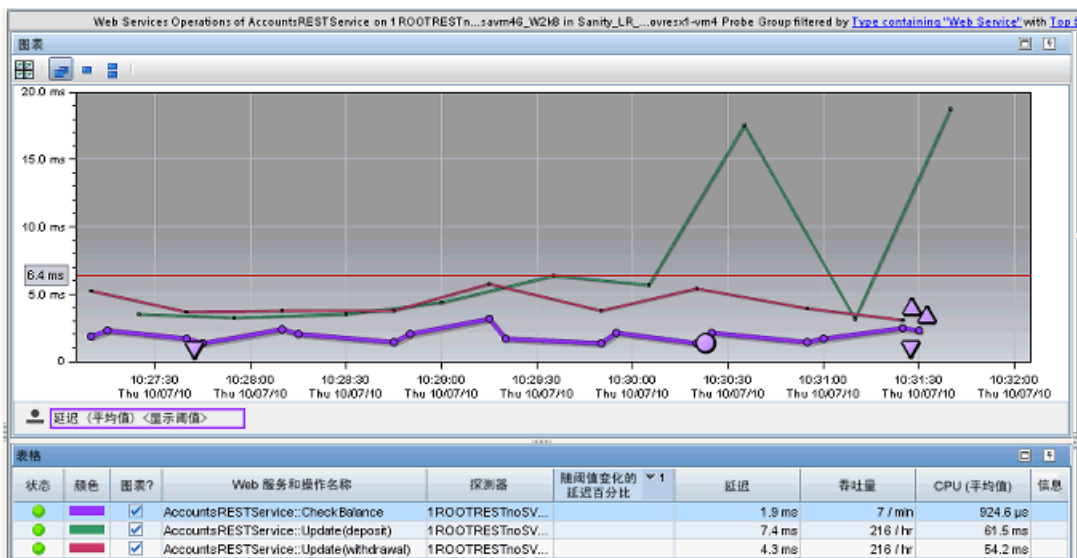 Web Services Operations of AccountsRESTService on 1ROOTRESTn...savm46_W2k8 in Sanity_LR_...ovresx1-vm4 Probe Group filtered by Type containing "Web Service" with Top
图表
20.0 ms
15.0 ms
10.0 ms
6.4 ms
5.0 ms
0
10:27:30 10:28:00 10:28:30 10:29:00 10:29:30 10:30:00 10:30:30 10:31:00 10:31:30 10:32:00
Thu 10/07/10 Thu 10/07/10 Thu 10/07/10 Thu 10/07/10 Thu 10/07/10 Thu 10/07/10 Thu 10/07/10 Thu 10/07/10 Thu 10/07/10 Thu 10/07/10
延迟 (平均值) <显示阈值>
表格
状态 颜色 图表? Web 服务和操作名称 探测器 随阈值变化的延迟百分比 1 延迟 吞吐量 CPU (平均值) 信息
AccountsRESTService::CheckBalance 1ROOTRESTnoSV... 1.9 ms 7 / min 924.6 µs
AccountsRESTService::Update(deposit) 1ROOTRESTnoSV... 7.4 ms 216 / hr 61.5 ms
AccountsRESTService::Update(withdrawal) 1ROOTRESTnoSV... 4.3 ms 216 / hr 54.2 ms